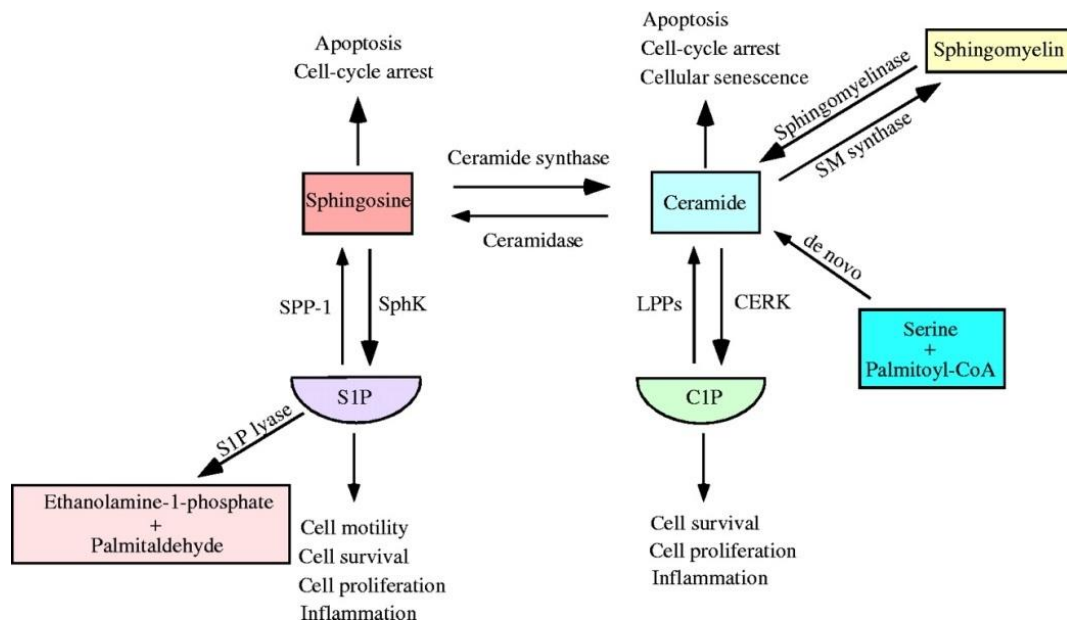 Apoptosis
Cell-cycle arrest
Apoptosis
Cell-cycle arrest
Cellular senescence
Sphingomyelin
Sphingomyelinase
SM synthase
Sphingosine
Ceramide synthase
Ceramidase
Ceramide
de novo
SPP-1
SphK
LPPs
CERK
Serine
+
Palmitoyl-CoA
S1P
C1P
S1P lyase
Ethanolamine-1-phosphate
+
Palmitaldehyde
Cell motility
Cell survival
Cell proliferation
Inflammation
Cell survival
Cell proliferation
Inflammation